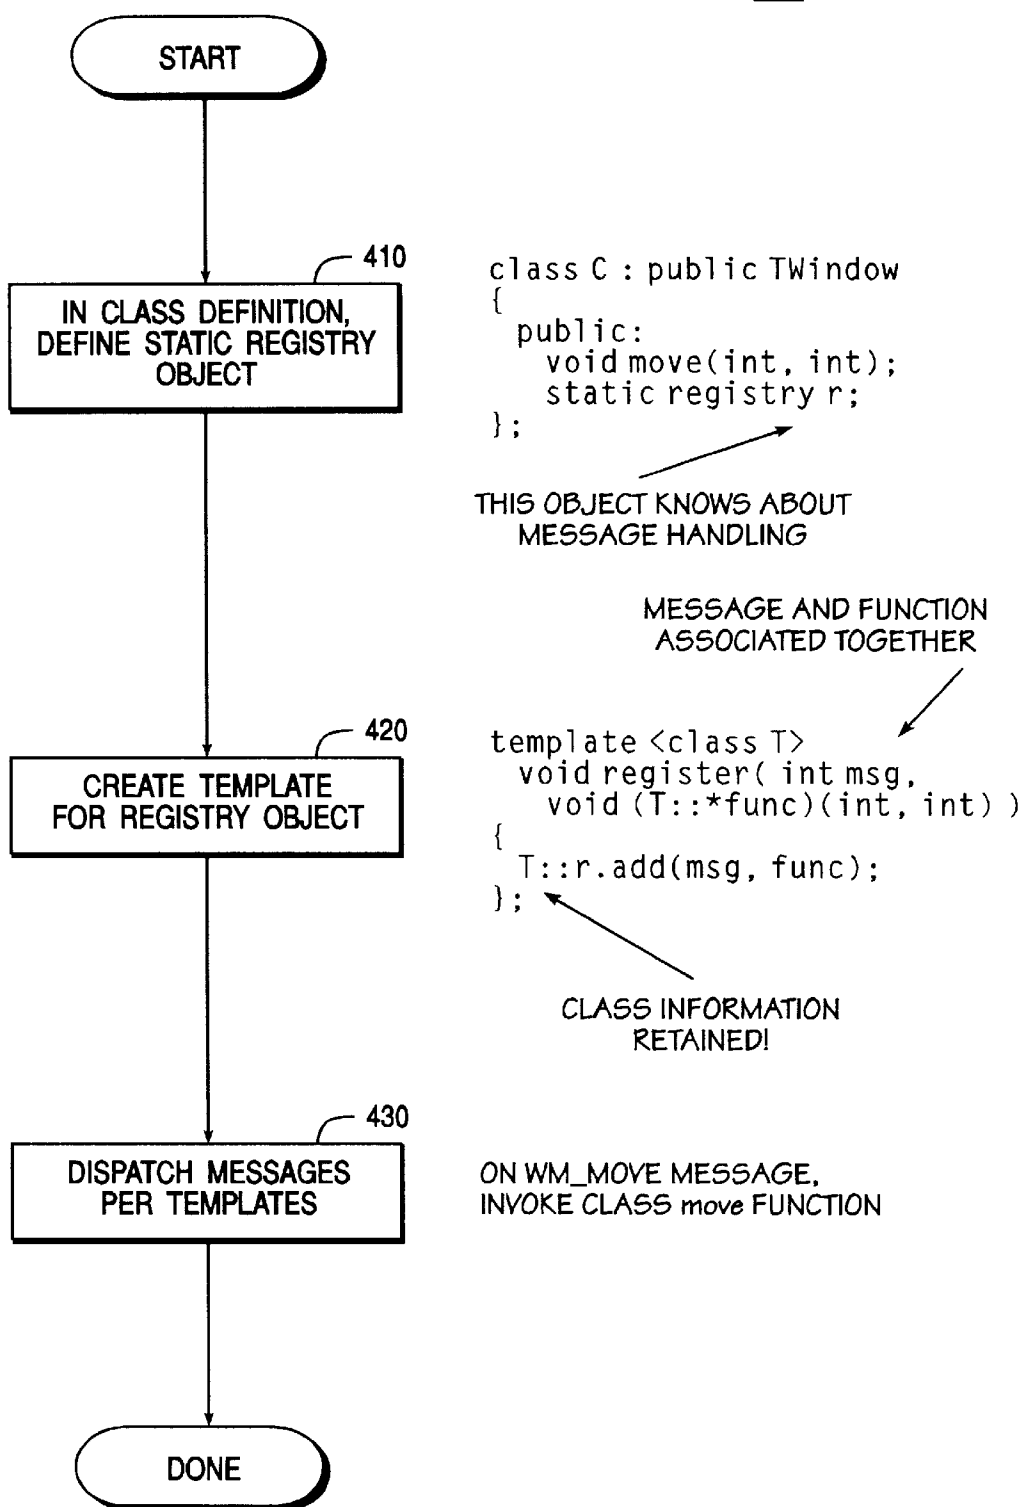 START
410
IN CLASS DEFINITION,
DEFINE STATIC REGISTRY
OBJECT
class C : public TWindow
{
public:
void move(int, int);
static registry r;
};
THIS OBJECT KNOWS ABOUT
MESSAGE HANDLING
MESSAGE AND FUNCTION
ASSOCIATED TOGETHER
420
CREATE TEMPLATE
FOR REGISTRY OBJECT
template <class T>
void register( int msg,
void (T::*func)(int, int) )
{
T::r.add(msg, func);
};
CLASS INFORMATION
RETAINED!
430
DISPATCH MESSAGES
PER TEMPLATES
ON WM_MOVE MESSAGE,
INVOKE CLASS move FUNCTION
DONE